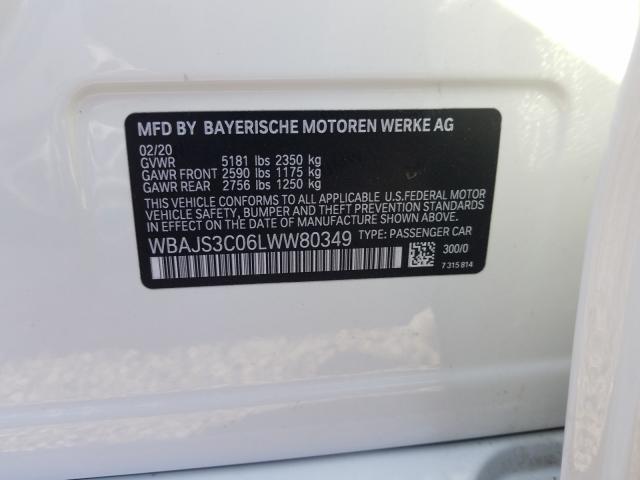 MFD BY BAYERISCHE MOTOREN WERKE AG
02/20
GVWR 5181 lbs 2350 kg
GAWR FRONT 2590 lbs 1175 kg
GAWR REAR 2756 lbs 1250 kg
THIS VEHICLE CONFORMS TO ALL APPLICABLE U.S.FEDERAL MOTOR
VEHICLE SAFETY, BUMPER AND THEFT PREVENTION STANDARDS
IN EFFECT ON THE DATE OF MANUFACTURE SHOWN ABOVE.
WBAJS3C06LWW80349 TYPE: PASSENGER CAR
300/0
7 315 814